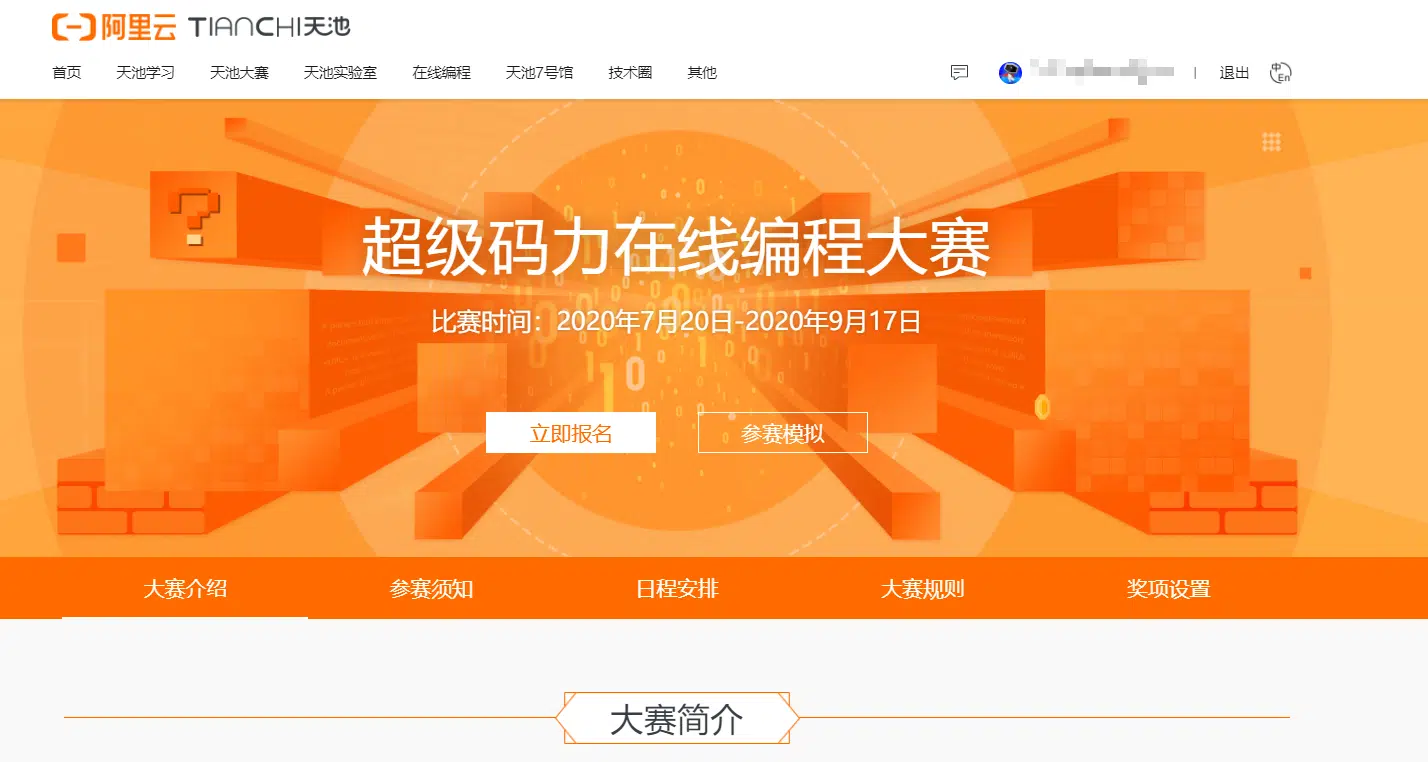 阿里云 TIANCHI天池
首页 天池学习 天池大赛 天池实验室 在线编程 天池7号馆 技术圈 其他 | 退出 中 En
超级码力在线编程大赛
比赛时间：2020年7月20日-2020年9月17日
立即报名 参赛模拟
大赛介绍 参赛须知 日程安排 大赛规则 奖项设置
大赛简介